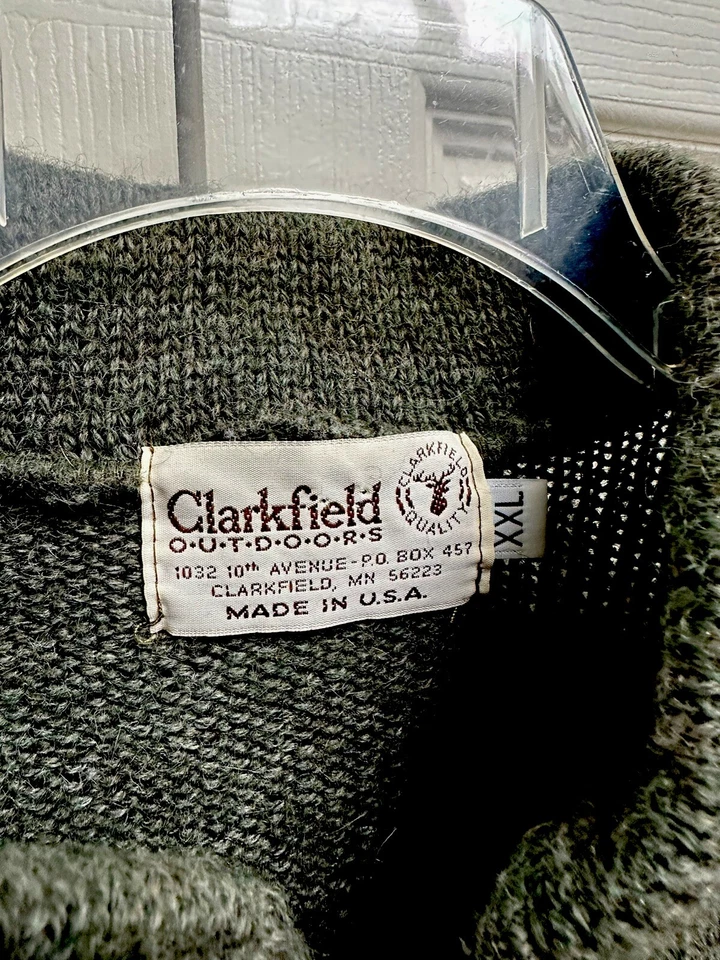 Clarkfield
O•U•T•D•O•O•R•S
CLARKFIELD
QUALITY
1032 10th AVENUE-P.O. BOX 457
CLARKFIELD, MN 56223
MADE IN U.S.A.
XXL